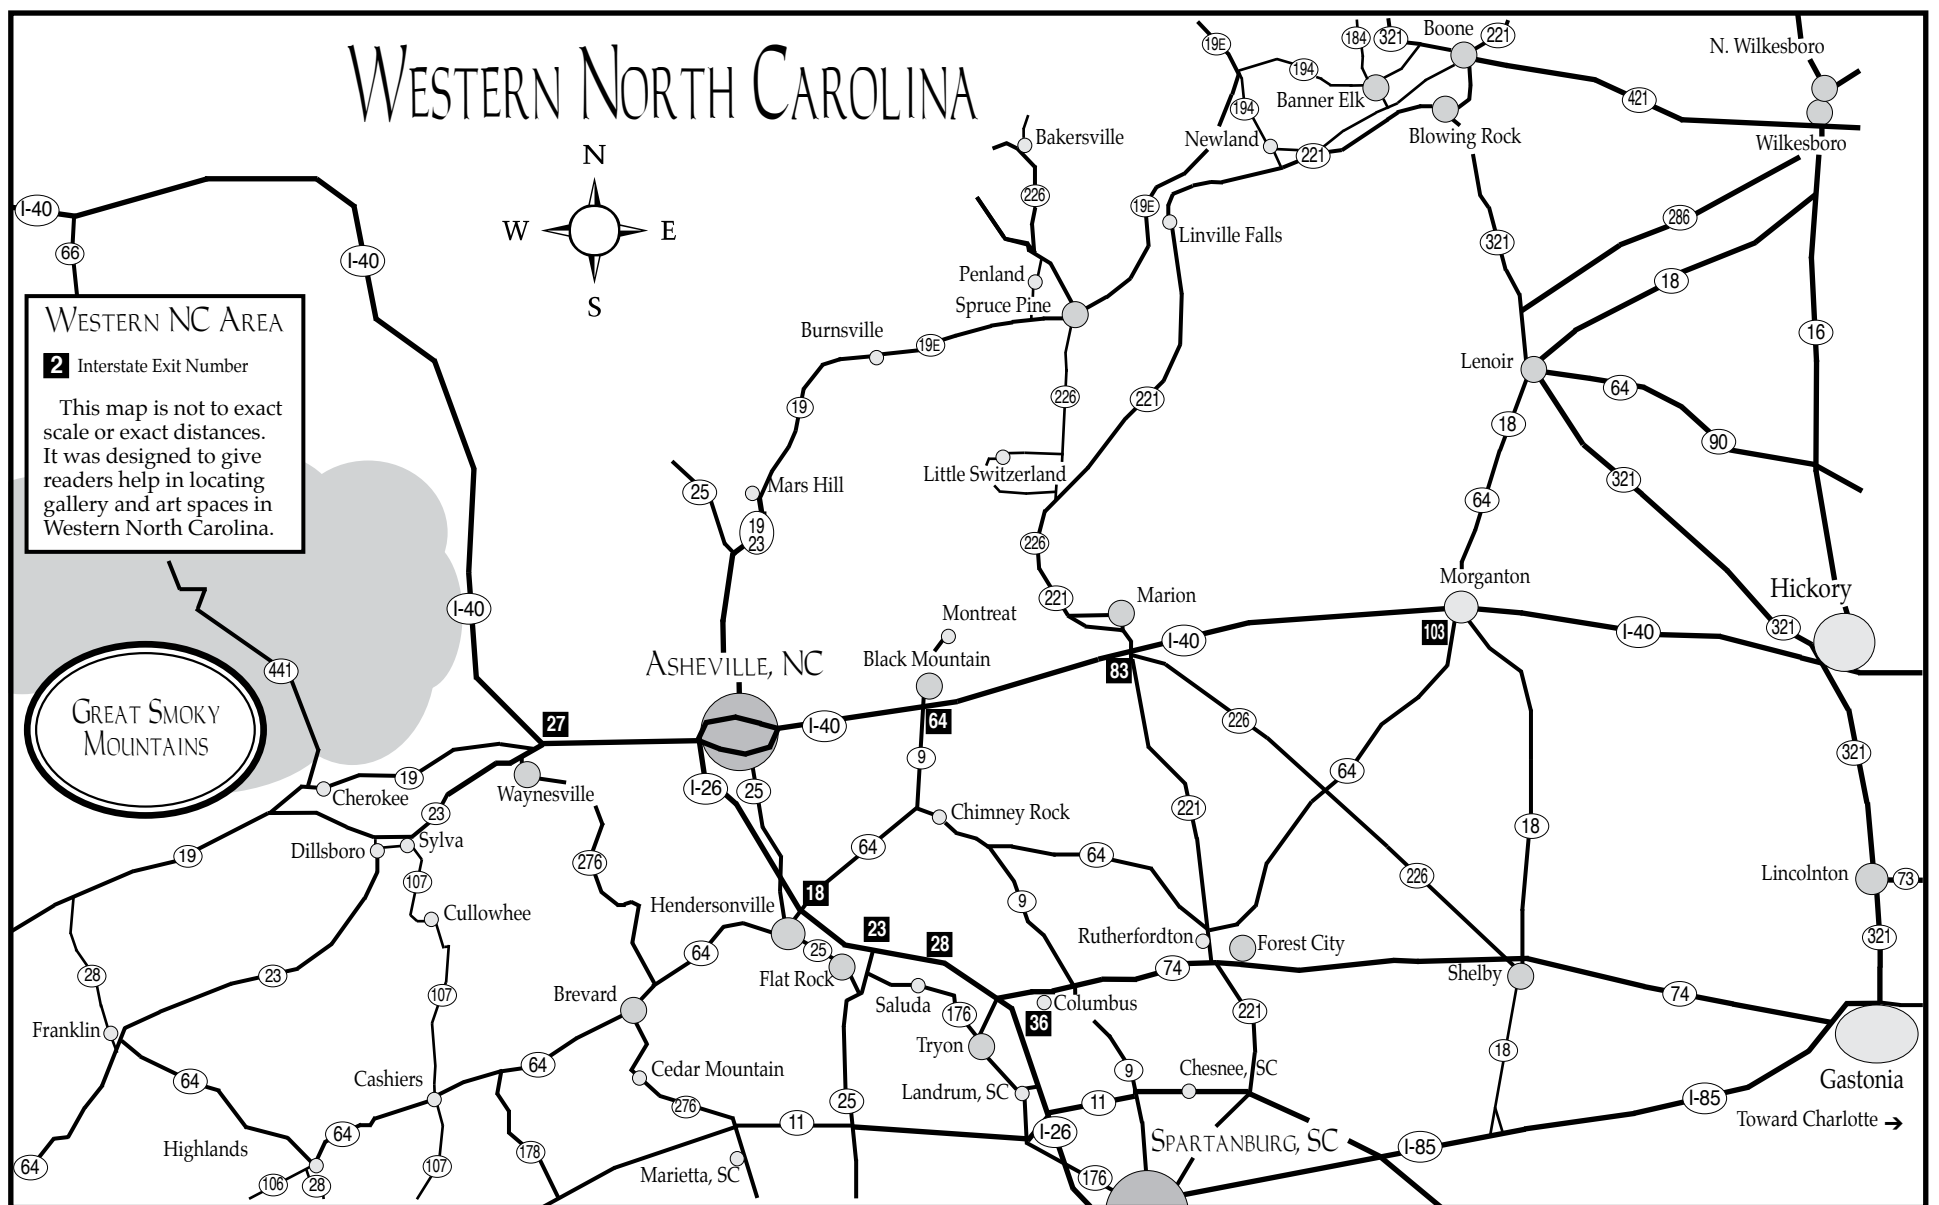 WESTERN NORTH CAROLINA
N
W E
S
19E
184
321
Boone
221
N. Wilkesboro
194
Banner Elk
421
194
Newland
221
Blowing Rock
Wilkesboro
Bakersville
226
19E
Linville Falls
321
286
18
16
I-40
66
I-40
WESTERN NC AREA
2 Interstate Exit Number
This map is not to exact
scale or exact distances.
It was designed to give
readers help in locating
gallery and art spaces in
Western North Carolina.
Penland
Spruce Pine
Burnsville
19E
19
226
221
Lenoir
64
18
90
321
64
Little Switzerland
Mars Hill
25
19
23
226
221
Marion
Morganton
Hickory
I-40
Montreat
Black Mountain
ASHEVILLE, NC
I-40
83
103
I-40
321
441
GREAT SMOKY
MOUNTAINS
27
I-40
64
226
321
9
64
19
Cherokee
Waynesville
I-26
25
Chimney Rock
221
18
23
Sylva
Dillsboro
19
276
64
64
226
Lincolnton
73
107
Cullowhee
Hendersonville
18
9
23
28
Rutherfordton
Forest City
321
64
25
Flat Rock
74
Shelby
74
28
23
107
Brevard
Saluda
176
Columbus
36
221
Franklin
Tryon
18
Gastonia
64
Cashiers
64
Cedar Mountain
Landrum, SC
9
Chesnee, SC
276
11
25
11
I-85
Toward Charlotte ➔
Highlands
64
178
I-26
SPARTANBURG, SC
I-85
64
106
28
107
Marietta, SC
176